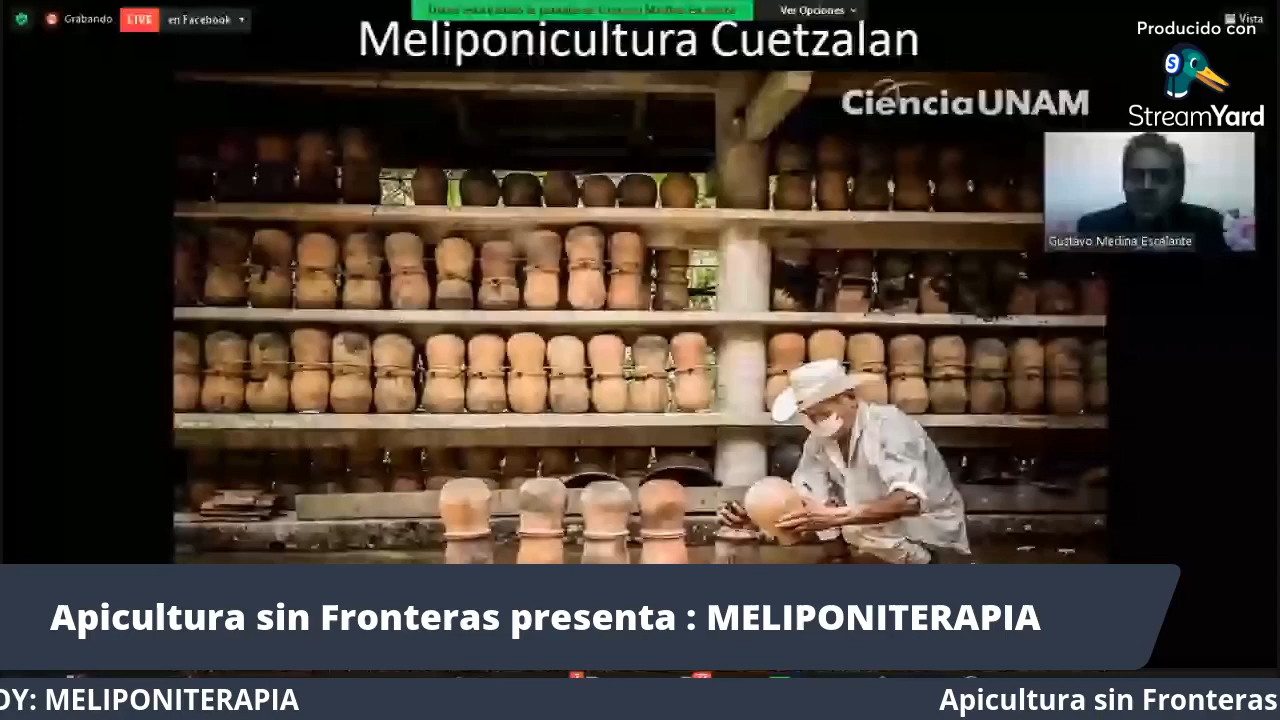 Grabando
LIVE
en Facebook
Ver Opciones
Vista
Meliponicultura Cuetzalan
Producido con
StreamYard
CienciaUNAM
S
Gustavo Medina Escalante
Apicultura sin Fronteras presenta : MELIPONITERAPIA
OY: MELIPONITERAPIA
Apicultura sin Fronteras